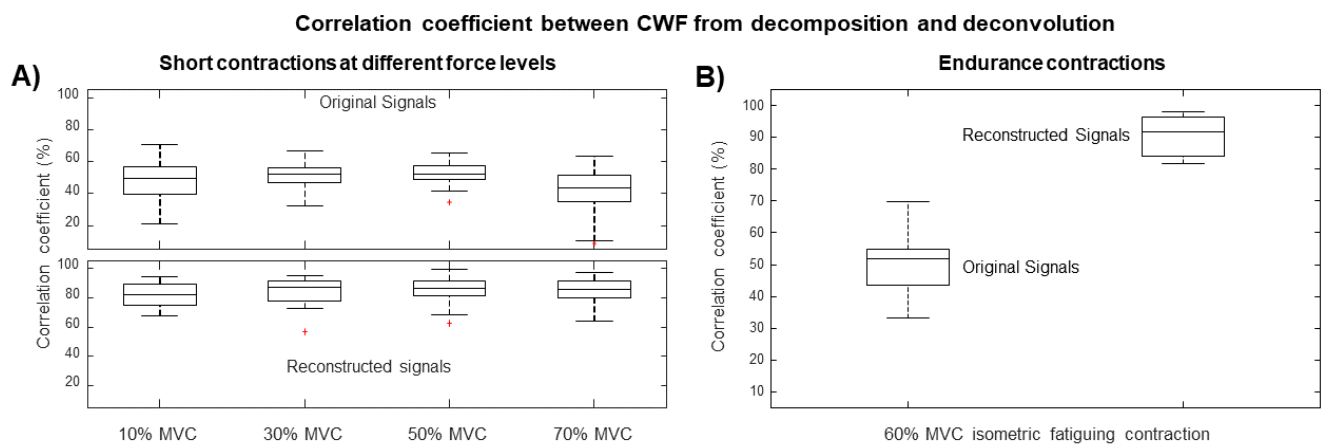 Correlation coefficient between CWF from decomposition and deconvolution
A)
Short contractions at different force levels
Correlation coefficient (%)
100
80
60
40
20
Original Signals
Correlation coefficient (%)
100
80
60
40
20
Reconstructed signals
10% MVC 30% MVC 50% MVC 70% MVC
B)
Endurance contractions
Correlation coefficient (%)
100
90
80
70
60
50
40
30
20
10
Reconstructed Signals
Original Signals
60% MVC isometric fatiguing contraction